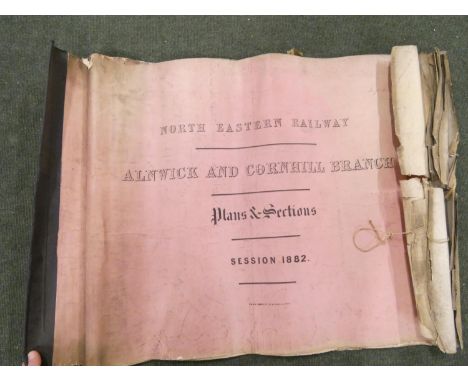 NORTH EASTERN RAILWAY
ALNWICK AND CORNHILL BRANCH
Plans & Sections
SESSION 1882.